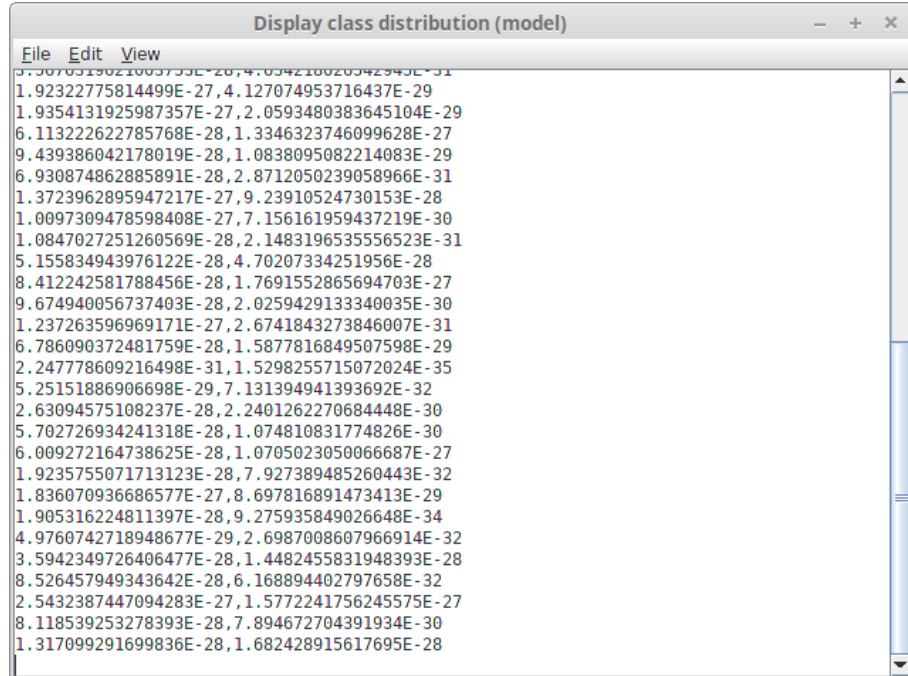 Display class distribution (model)
File Edit View
1.92322775814499E-27,4.127074953716437E-29
1.9354131925987357E-27,2.0593480383645104E-29
6.113222622785768E-28,1.3346323746099628E-27
9.439386042178019E-28,1.0838095082214083E-29
6.930874862885891E-28,2.8712050239058966E-31
1.3723962895947217E-27,9.23910524730153E-28
1.0097309478598408E-27,7.156161959437219E-30
1.0847027251260569E-28,2.1483196535556523E-31
5.155834943976122E-28,4.70207334251956E-28
8.412242581788456E-28,1.7691552865694703E-27
9.674940056737403E-28,2.0259429133340035E-30
1.237263596969171E-27,2.6741843273846007E-31
6.786090372481759E-28,1.5877816849507598E-29
2.247778609216498E-31,1.5298255715072024E-35
5.25151886906698E-29,7.131394941393692E-32
2.63094575108237E-28,2.2401262270684448E-30
5.702726934241318E-28,1.074810831774826E-30
6.009272164738625E-28,1.0705023050066687E-27
1.9235755071713123E-28,7.927389485260443E-32
1.836070936686577E-27,8.697816891473413E-29
1.905316224811397E-28,9.275935849026648E-34
4.9760742718948677E-29,2.6987008607966914E-32
3.5942349726406477E-28,1.4482455831948393E-28
8.526457949343642E-28,6.168894402797658E-32
2.5432387447094283E-27,1.5772241756245575E-27
8.118539253278393E-28,7.894672704391934E-30
1.317099291699836E-28,1.682428915617695E-28